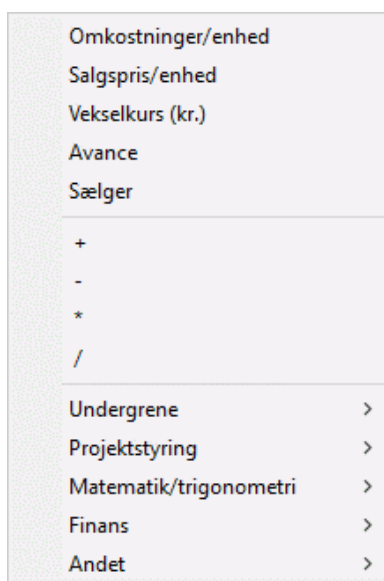 Omkostninger/enhed
Salgspris/enhed
Vekselkurs (kr.)
Avance
Sælger
+
-
*
/
Undergrene >
Projektstyring >
Matematik/trigonometri >
Finans >
Andet >